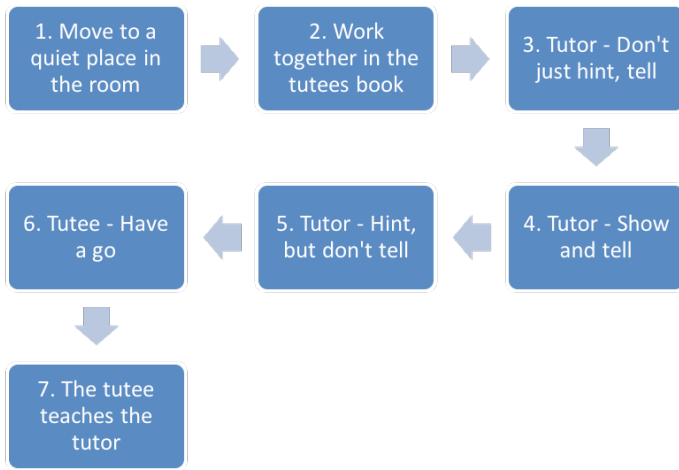 1. Move to a
quiet place in
the room
2. Work
together in the
tutees book
3. Tutor - Don't
just hint, tell
4. Tutor - Show
and tell
5. Tutor - Hint,
but don't tell
6. Tutee - Have
a go
7. The tutee
teaches the
tutor